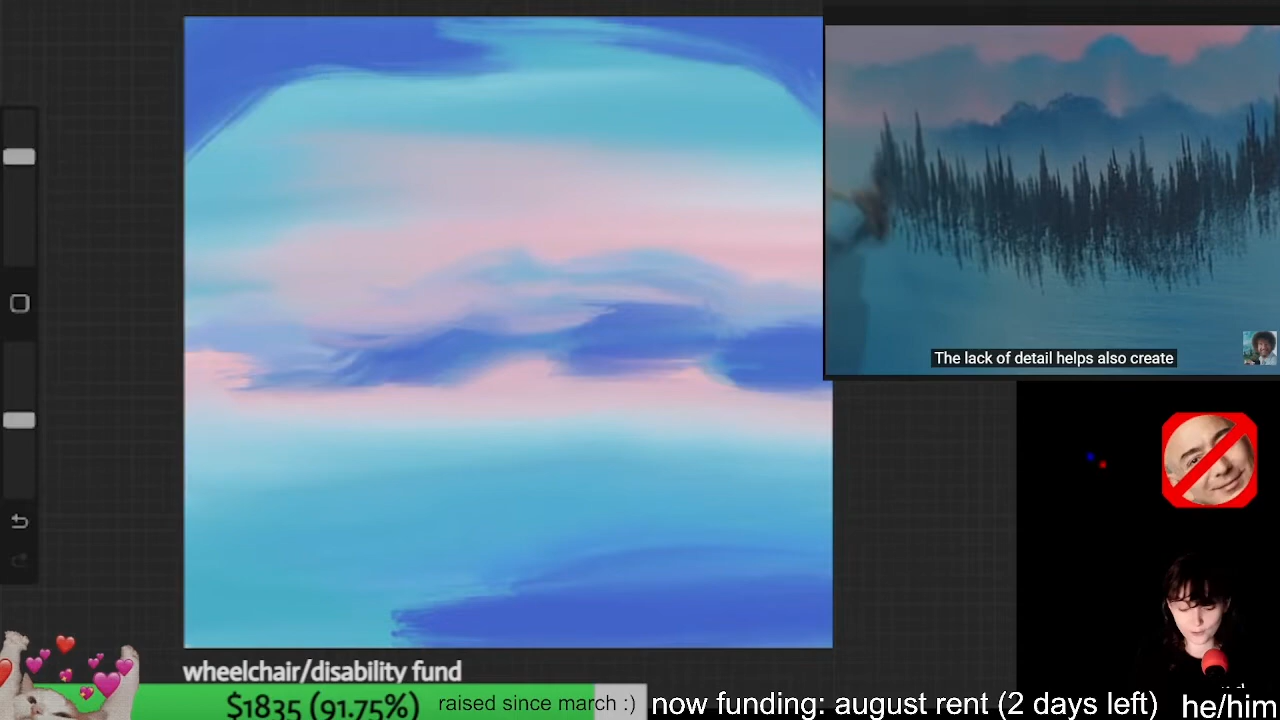 The lack of detail helps also create
wheelchair/disability fund
$1835 (91.75%)
raised since march :)
now funding: august rent (2 days left)
he/him